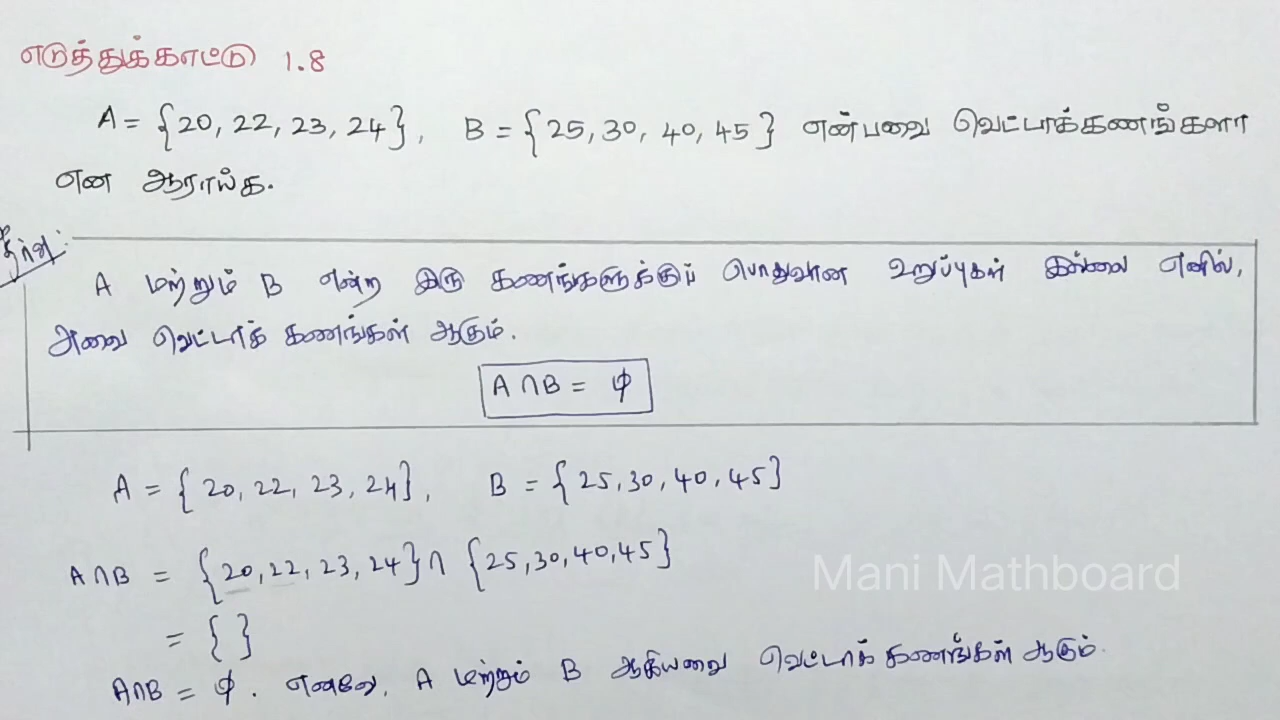 எடுத்துக்காட்டு 1.8
A = {20, 22, 23, 24}, B = {25, 30, 40, 45} என்பவை வெட்டாக்கணங்களா
என ஆராய்க.
தீர்வு:
A மற்றும் B என்ற இரு கணங்களுக்குப் பொதுவான உறுப்புகள் இல்லை எனில்,
அவை வெட்டாக் கணங்கள் ஆகும்.
A ∩ B = φ
A = {20, 22, 23, 24}, B = {25, 30, 40, 45}
A ∩ B = {20, 22, 23, 24} ∩ {25, 30, 40, 45}
Mani Mathboard
= { }
A ∩ B = φ. எனவே, A மற்றும் B ஆகியவை வெட்டாக் கணங்கள் ஆகும்.